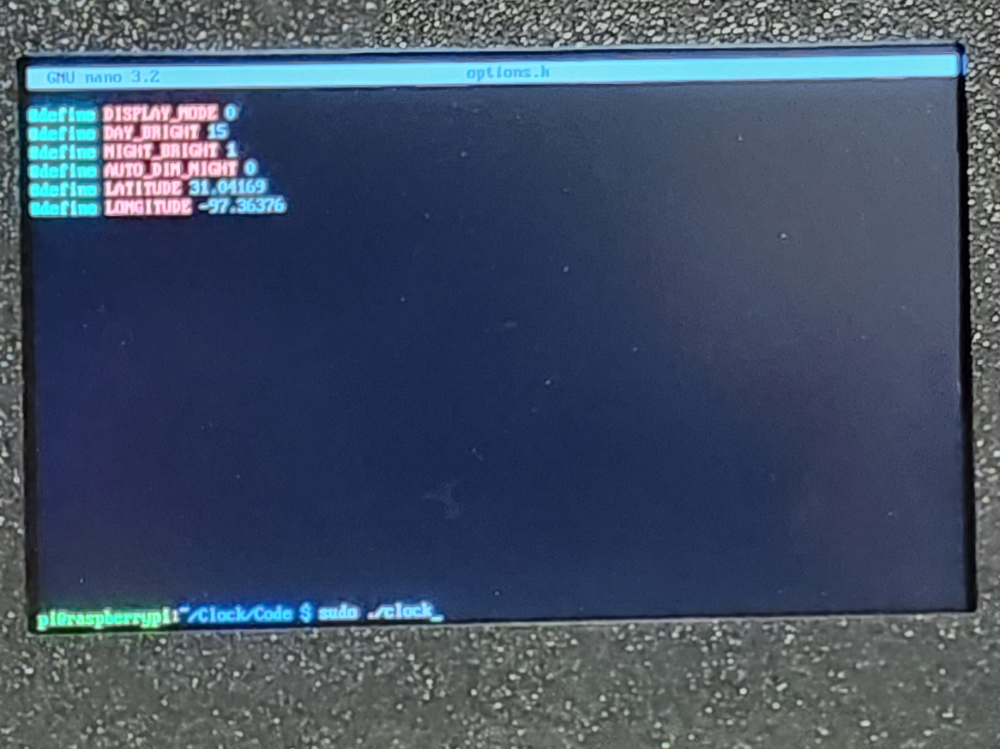 GNU nano 3.2 options.h
#define DISPLAY_MODE 0
#define DAY_BRIGHT 15
#define NIGHT_BRIGHT 1
#define AUTO_DIM_NIGHT 0
#define LATITUDE 31.04169
#define LONGITUDE -97.36376
pi@raspberrypi:~/Clock/Code $ sudo ./clock_